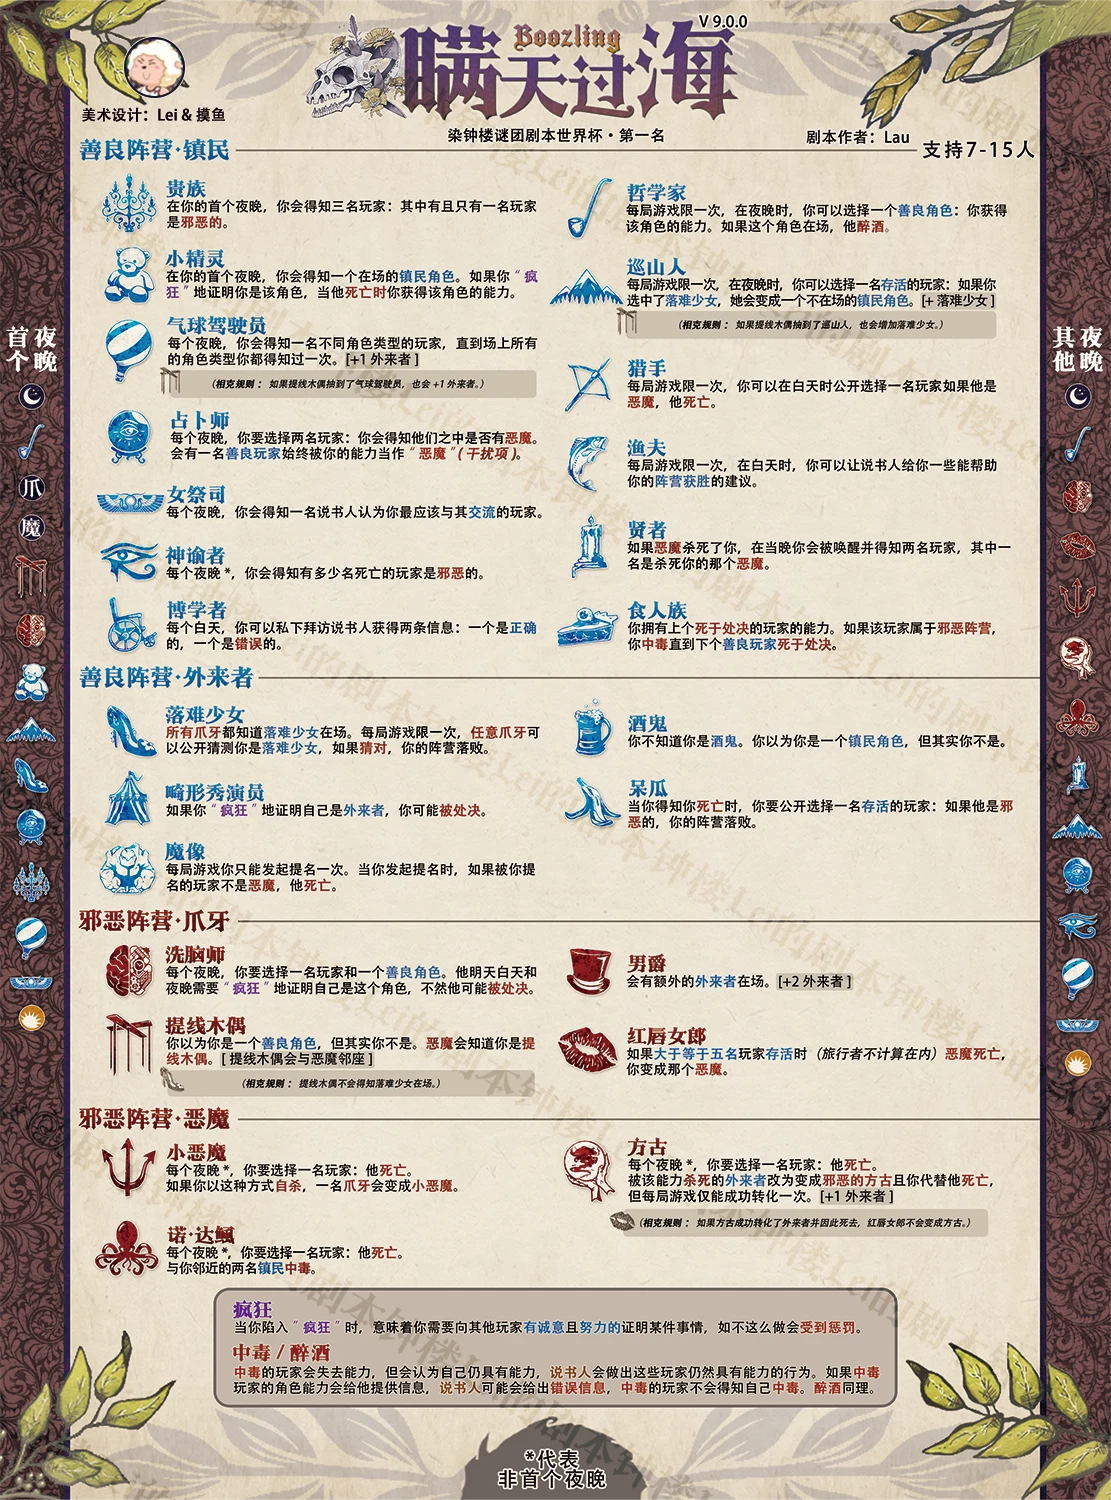 V 9.0.0
Boozling
瞒天过海
美术设计：Lei & 摸鱼
染钟楼谜团剧本世界杯·第一名
剧本作者：Lau
支持7-15人
善良阵营·镇民
贵族
在你的首个夜晚，你会得知三名玩家：其中有且只有一名玩家
是邪恶的。
小精灵
在你的首个夜晚，你会得知一个在场的镇民角色。如果你“疯
狂”地证明你是该角色，当他死亡时你获得该角色的能力。
气球驾驶员
每个夜晚，你会得知一名不同角色类型的玩家，直到场上所有
的角色类型你都得知过一次。[+1 外来者]
（相克规则：如果提线木偶抽到了气球驾驶员，也会 +1 外来者。）
占卜师
每个夜晚，你要选择两名玩家：你会得知他们之中是否有恶魔。
会有一名善良玩家始终被你的能力当作“恶魔”(干扰项)。
女祭司
每个夜晚，你会得知一名说书人认为你最应该与其交流的玩家。
神谕者
每个夜晚 *，你会得知有多少名死亡的玩家是邪恶的。
博学者
每个白天，你可以私下拜访说书人获得两条信息：一个是正确
的，一个是错误的。
哲学家
每局游戏限一次，在夜晚时，你可以选择一个善良角色：你获得
该角色的能力。如果这个角色在场，他醉酒。
巡山人
每局游戏限一次，在夜晚时，你可以选择一名存活的玩家：如果你
选中了落难少女，她会变成一个不在场的镇民角色。[+ 落难少女]
（相克规则：如果提线木偶抽到了巡山人，也会增加落难少女。）
猎手
每局游戏限一次，你可以在白天时公开选择一名玩家如果他是
恶魔，他死亡。
渔夫
每局游戏限一次，在白天时，你可以让说书人给你一些能帮助
你的阵营获胜的建议。
贤者
如果恶魔杀死了你，在当晚你会被唤醒并得知两名玩家，其中一
名是杀死你的那个恶魔。
食人族
你拥有上个死于处决的玩家的能力。如果该玩家属于邪恶阵营，
你中毒直到下个善良玩家死于处决。
善良阵营·外来者
落难少女
所有爪牙都知道落难少女在场。每局游戏限一次，任意爪牙可
以公开猜测你是落难少女，如果猜对，你的阵营落败。
畸形秀演员
如果你“疯狂”地证明自己是外来者，你可能被处决。
魔像
每局游戏你只能发起提名一次。当你发起提名时，如果被你提
名的玩家不是恶魔，他死亡。
酒鬼
你不知道你是酒鬼。你以为你是一个镇民角色，但其实你不是。
呆瓜
当你得知你死亡时，你要公开选择一名存活的玩家：如果他是邪
恶的，你的阵营落败。
邪恶阵营·爪牙
洗脑师
每个夜晚，你要选择一名玩家和一个善良角色。他明天白天和
夜晚需要“疯狂”地证明自己是这个角色，不然他可能被处决。
提线木偶
你以为你是一个善良角色，但其实你不是。恶魔会知道你是提
线木偶。[提线木偶会与恶魔邻座]
（相克规则：提线木偶不会得知落难少女在场。）
男爵
会有额外的外来者在场。[+2 外来者]
红唇女郎
如果大于等于五名玩家存活时（旅行者不计算在内）恶魔死亡，
你变成那个恶魔。
邪恶阵营·恶魔
小恶魔
每个夜晚 *，你要选择一名玩家：他死亡。
如果你以这种方式自杀，一名爪牙会变成小恶魔。
诺·达鲺
每个夜晚 *，你要选择一名玩家：他死亡。
与你邻近的两名镇民中毒。
方古
每个夜晚 *，你要选择一名玩家：他死亡。
被该能力杀死的外来者改为变成邪恶的方古且你代替他死亡，
但每局游戏仅能成功转化一次。[+1 外来者]
（相克规则：如果方古成功转化了外来者并因此死去，红唇女郎不会变成方古。）
疯狂
当你陷入“疯狂”时，意味着你需要向其他玩家有诚意且努力的证明某件事情，如不这么做会受到惩罚。
中毒 / 醉酒
中毒的玩家会失去能力，但会认为自己仍具有能力，说书人会做出这些玩家仍然具有能力的行为。如果中毒
玩家的角色能力会给他提供信息，说书人可能会给出错误信息，中毒的玩家不会得知自己中毒。醉酒同理。
*代表
非首个夜晚
首个夜晚
爪
魔
其他夜晚